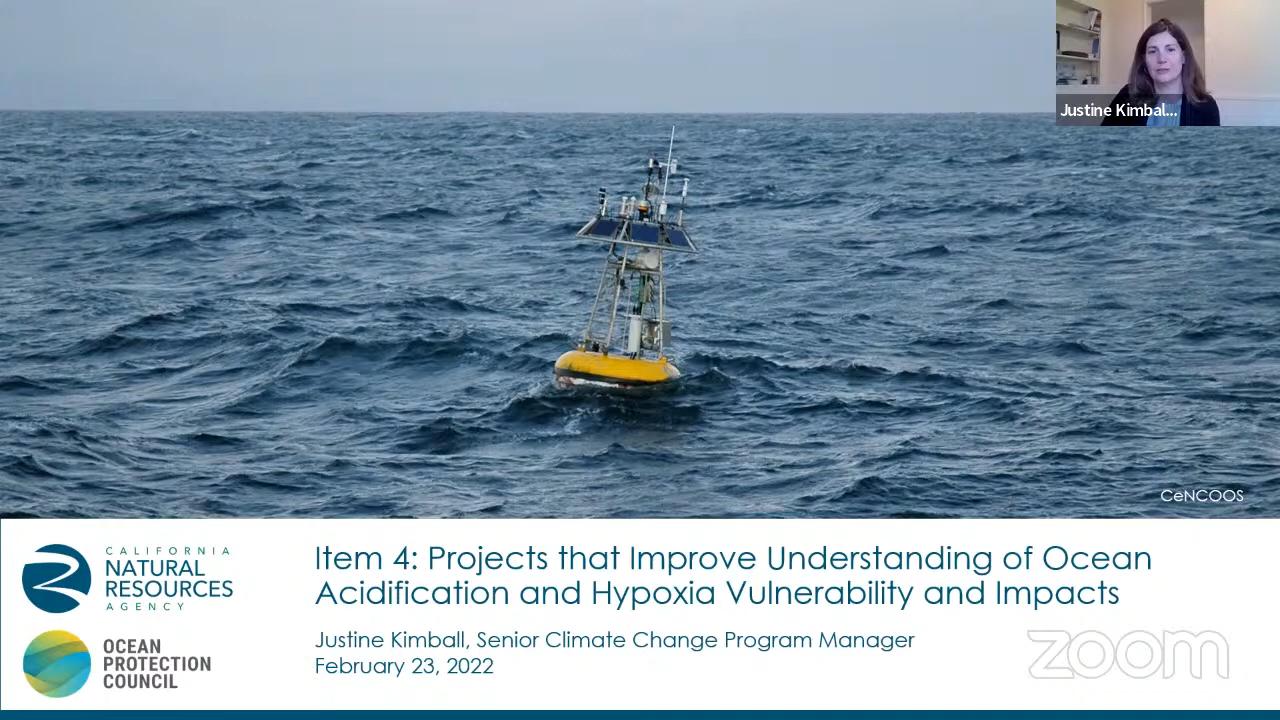 Justine Kimbal...
CeNCOOS
CALIFORNIA
NATURAL
RESOURCES
AGENCY
OCEAN
PROTECTION
COUNCIL
Item 4: Projects that Improve Understanding of Ocean
Acidification and Hypoxia Vulnerability and Impacts
Justine Kimball, Senior Climate Change Program Manager
February 23, 2022
zoom